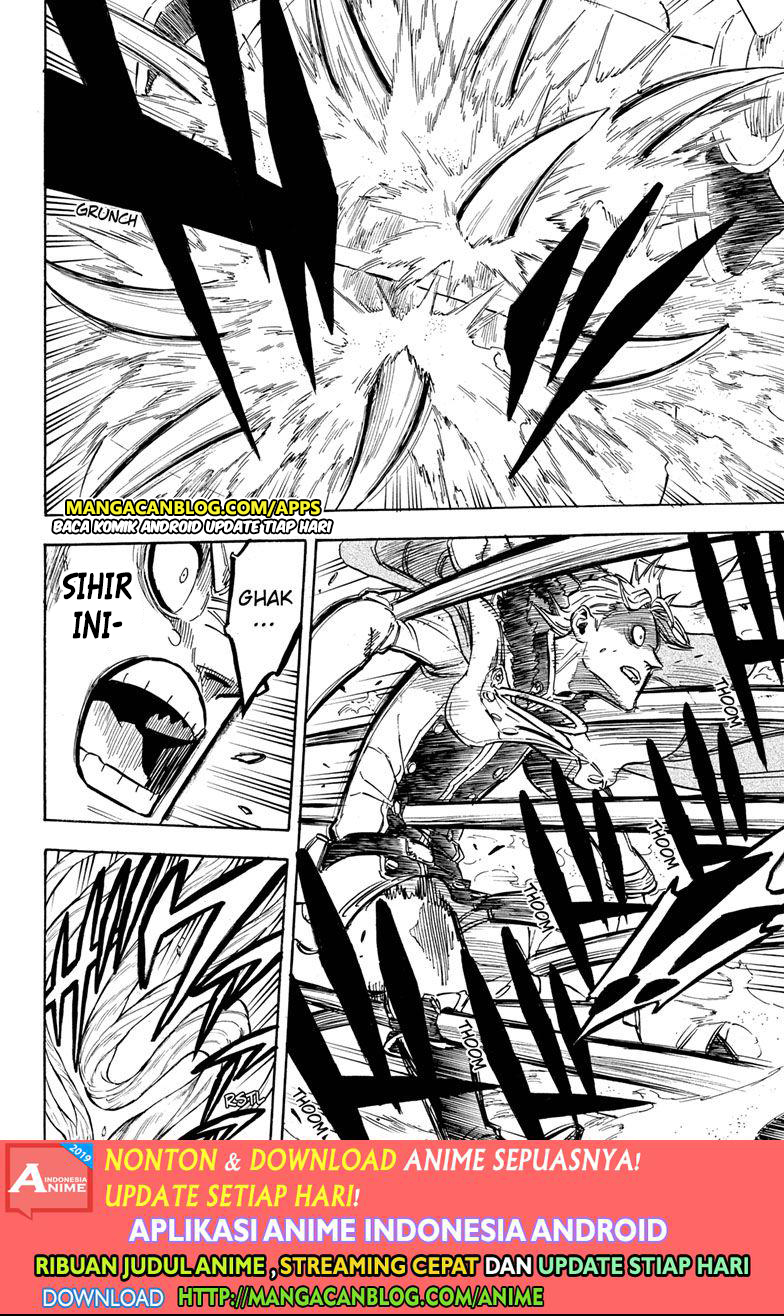 GRUNCH
MANGACANBLOG.COM/APPS
BACA KOMIK ANDROID UPDATE TIAP HARI
GHAK
...
SIHIR
INI-
THOOM
THOOM
THOOM
THOOM
THOOM
RSTL
2019
INDONESIA
ANIME
NONTON & DOWNLOAD ANIME SEPUASNYA!
UPDATE SETIAP HARI!
APLIKASI ANIME INDONESIA ANDROID
RIBUAN JUDUL ANIME , STREAMING CEPAT DAN UPDATE STIAP HARI
DOWNLOAD HTTP://MANGACANBLOG.COM/ANIME